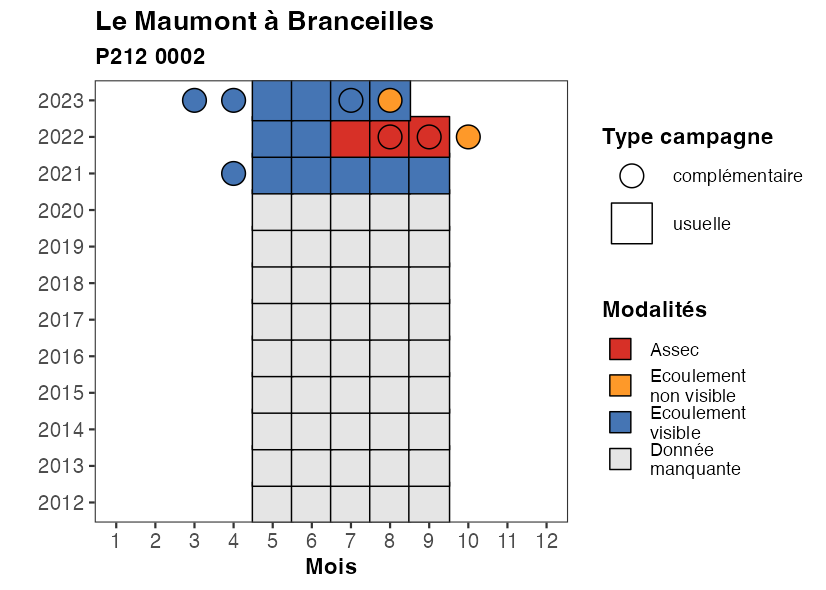 Le Maumont à Branceilles
P212 0002
2023
2022
2021
2020
2019
2018
2017
2016
2015
2014
2013
2012
1 2 3 4 5 6 7 8 9 10 11 12
Mois
Type campagne
complémentaire
usuelle
Modalités
Assec
Ecoulement
non visible
Ecoulement
visible
Donnée
manquante